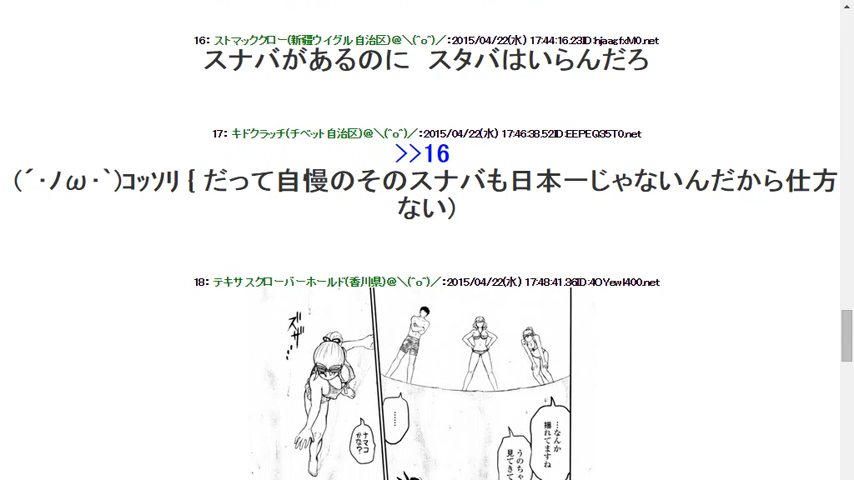 16: ストマッククロー(新疆ウイグル自治区)@＼(^o^)／:2015/04/22(水) 17:44:16.23ID:hjaagfxM0.net
スナバがあるのに　スタバはいらんだろ
17: キドクラッチ(チベット自治区)@＼(^o^)／:2015/04/22(水) 17:46:38.52ID:EEPEQi35T0.net
>>16
(´･ﾉω･`)ｺｯｿﾘ { だって自慢のそのスナバも日本一じゃないんだから仕方
ない)
18: テキサスクローバーホールド(香川県)@＼(^o^)／:2015/04/22(水) 17:48:41.36ID:4OYewI400.net
ズザ…
ナマコかな?
……
…なんか
揺れてますね
うのちゃ
見てきて